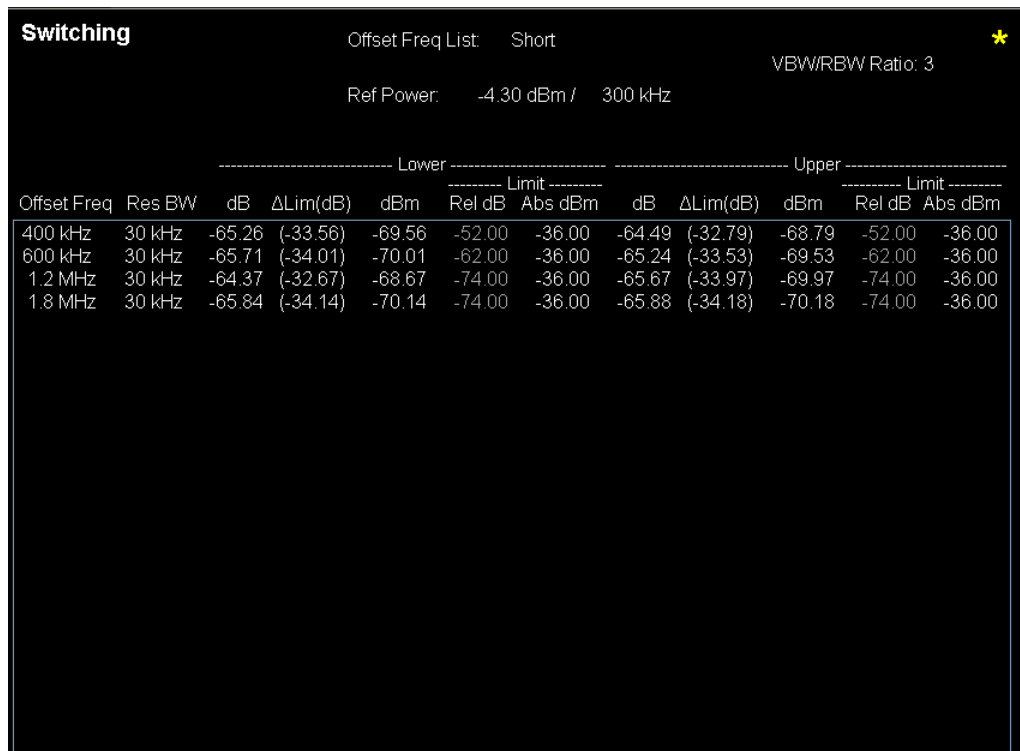 Switching Offset Freq List: Short *
VBW/RBW Ratio: 3
Ref Power: -4.30 dBm / 300 kHz
---------------------------- Lower -------------------------- ---------------------------- Upper --------------------------
--------- Limit --------- ---------- Limit ---------
Offset Freq Res BW dB ΔLim(dB) dBm Rel dB Abs dBm dB ΔLim(dB) dBm Rel dB Abs dBm
400 kHz 30 kHz -65.26 (-33.56) -69.56 -52.00 -36.00 -64.49 (-32.79) -68.79 -52.00 -36.00
600 kHz 30 kHz -65.71 (-34.01) -70.01 -62.00 -36.00 -65.24 (-33.53) -69.53 -62.00 -36.00
1.2 MHz 30 kHz -64.37 (-32.67) -68.67 -74.00 -36.00 -65.67 (-33.97) -69.97 -74.00 -36.00
1.8 MHz 30 kHz -65.84 (-34.14) -70.14 -74.00 -36.00 -65.88 (-34.18) -70.18 -74.00 -36.00